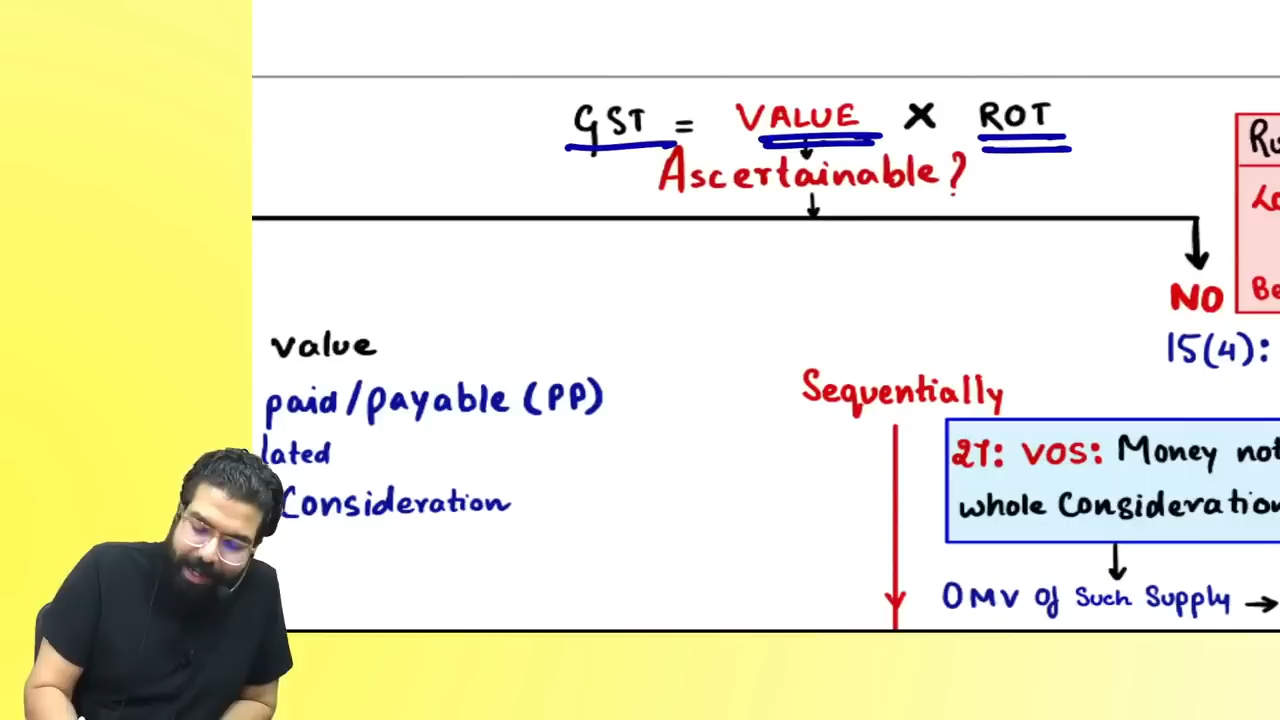 GST = VALUE X ROT
Ascertainable?
NO
15(4):
value
paid/payable (PP)
lated
Consideration
Sequentially
27: VOS: Money not
whole Consideration
OMV of Such Supply →